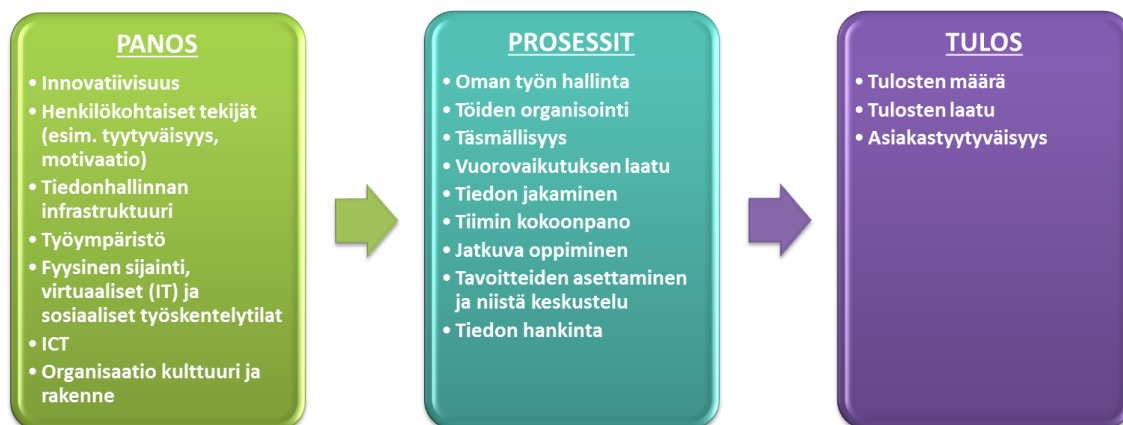 PANOS
• Innovatiivisuus
• Henkilökohtaiset tekijät
(esim. tyytyväisyys,
motivaatio)
• Tiedonhallinnan
infrastruktuuri
• Työympäristö
• Fyysinen sijainti,
virtuaaliset (IT) ja
sosiaaliset työskentelytilat
• ICT
• Organisaatio kulttuuri ja
rakenne
PROSESSIT
• Oman työn hallinta
• Töiden organisointi
• Täsmällisyys
• Vuorovaikutuksen laatu
• Tiedon jakaminen
• Tiimin kokoonpano
• Jatkuva oppiminen
• Tavoitteiden asettaminen
ja niistä keskustelu
• Tiedon hankinta
TULOS
• Tulosten määrä
• Tulosten laatu
• Asiakastyytyväisyys